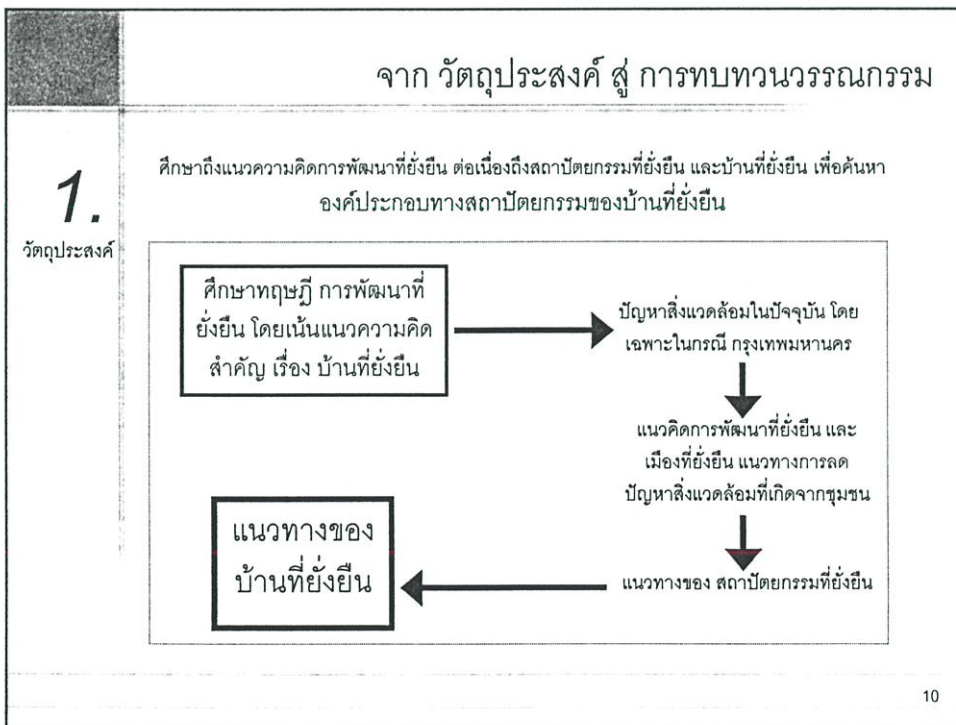 จาก วัตถุประสงค์ สู่ การทบทวนวรรณกรรม
1.
วัตถุประสงค์
ศึกษาถึงแนวความคิดการพัฒนาที่ยั่งยืน ต่อเนื่องถึงสถาปัตยกรรมที่ยั่งยืน และบ้านที่ยั่งยืน เพื่อค้นหา
องค์ประกอบทางสถาปัตยกรรมของบ้านที่ยั่งยืน
ศึกษาทฤษฎี การพัฒนาที่
ยั่งยืน โดยเน้นแนวความคิด
สำคัญ เรื่อง บ้านที่ยั่งยืน
ปัญหาสิ่งแวดล้อมในปัจจุบัน โดย
เฉพาะในกรณี กรุงเทพมหานคร
แนวคิดการพัฒนาที่ยั่งยืน และ
เมืองที่ยั่งยืน แนวทางการลด
ปัญหาสิ่งแวดล้อมที่เกิดจากชุมชน
แนวทางของ สถาปัตยกรรมที่ยั่งยืน
แนวทางของ
บ้านที่ยั่งยืน
10